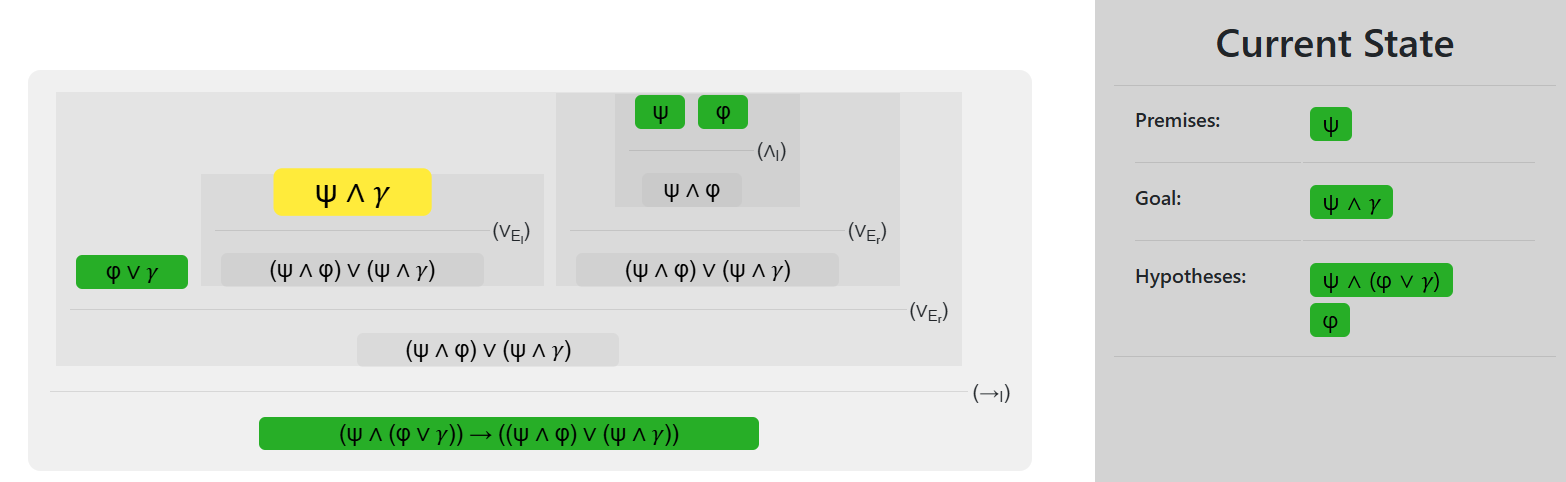 Current State
Premises: ψ
Goal: ψ ∧ γ
Hypotheses: ψ ∧ (φ ∨ γ)
φ
ψ φ
(∧I)
ψ ∧ φ
ψ ∧ γ
(∨El) (∨Er)
φ ∨ γ (ψ ∧ φ) ∨ (ψ ∧ γ) (ψ ∧ φ) ∨ (ψ ∧ γ)
(∨Er)
(ψ ∧ φ) ∨ (ψ ∧ γ)
(→I)
(ψ ∧ (φ ∨ γ)) → ((ψ ∧ φ) ∨ (ψ ∧ γ))